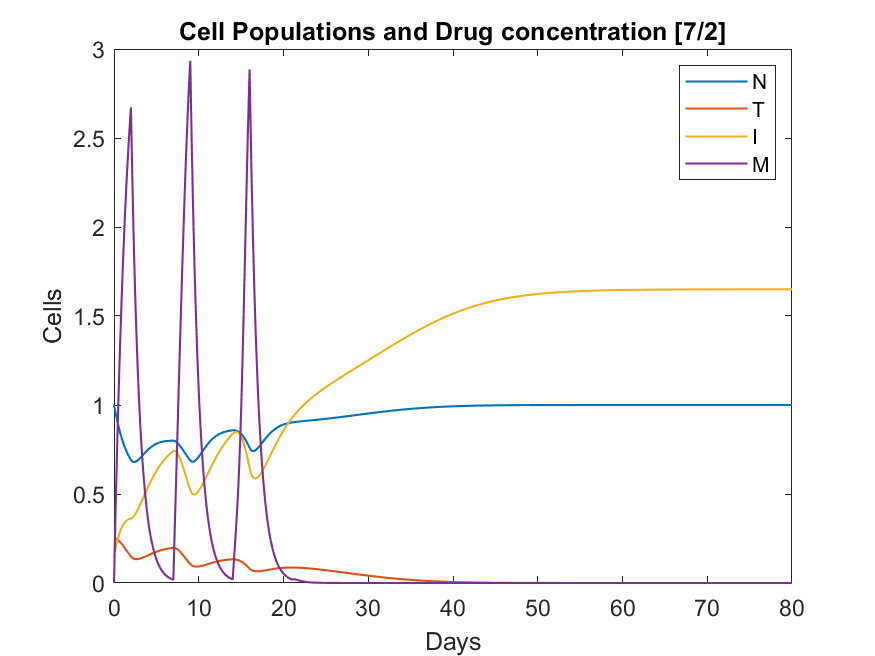 Cell Populations and Drug concentration [7/2]
3
2.5
2
1.5
1
0.5
0
Cells
N
T
I
M
0 10 20 30 40 50 60 70 80
Days